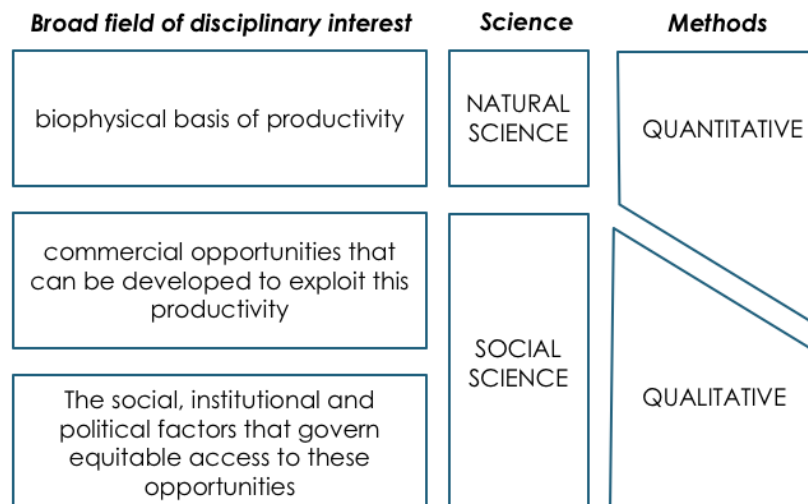 Broad field of disciplinary interest
Science
Methods
biophysical basis of productivity
NATURAL
SCIENCE
QUANTITATIVE
commercial opportunities that
can be developed to exploit this
productivity
SOCIAL
SCIENCE
QUALITATIVE
The social, institutional and
political factors that govern
equitable access to these
opportunities